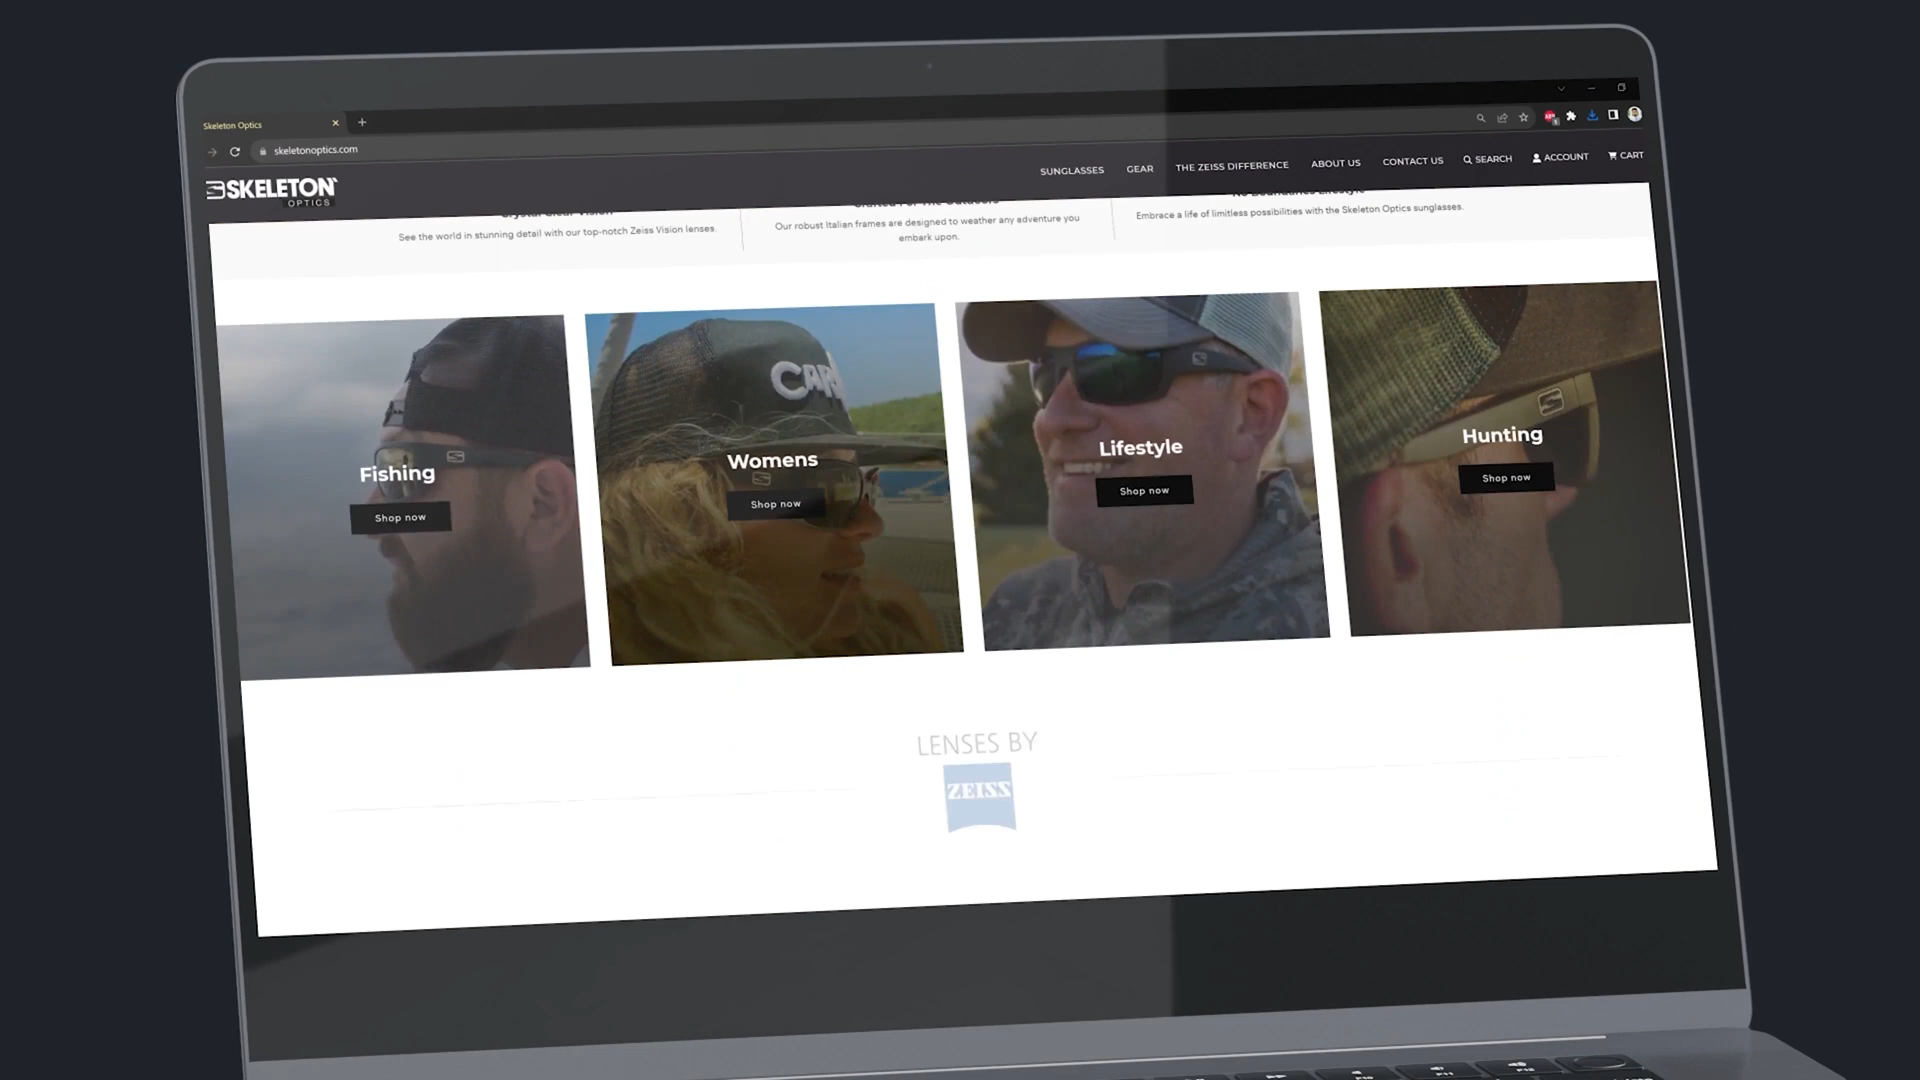 Skeleton Optics
skeletonoptics.com
SKELETON
OPTICS
SUNGLASSES GEAR THE ZEISS DIFFERENCE ABOUT US CONTACT US SEARCH ACCOUNT CART
Crystal Clear Vision
See the world in stunning detail with our top-notch Zeiss Vision lenses.
Crafted For The Outdoors
Our robust Italian frames are designed to weather any adventure you
embark upon.
No Boundaries Lifestyle
Embrace a life of limitless possibilities with the Skeleton Optics sunglasses.
Fishing
Shop now
Womens
Shop now
Lifestyle
Shop now
Hunting
Shop now
LENSES BY
ZEISS